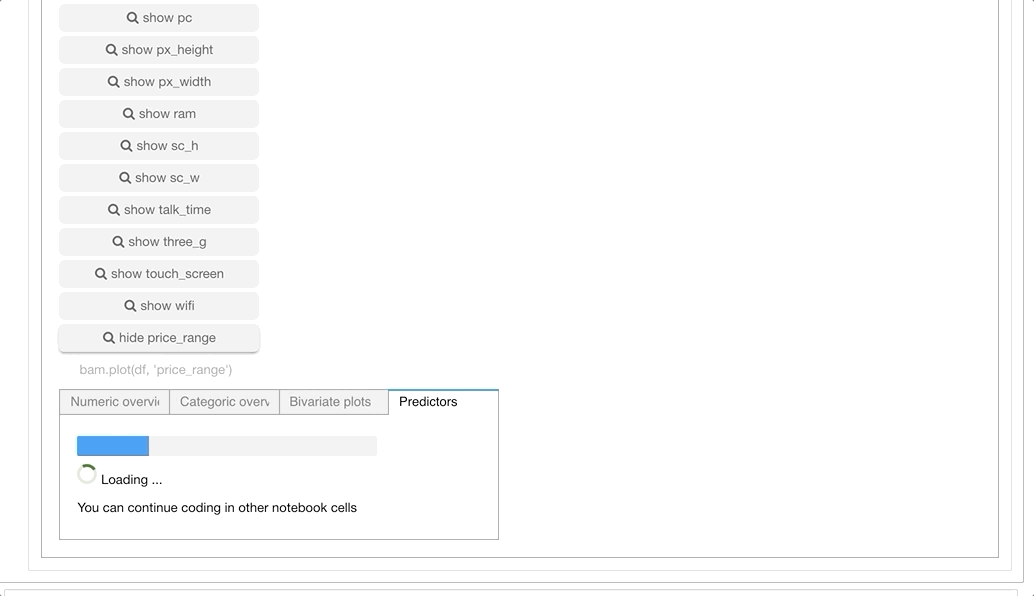 show pc
show px_height
show px_width
show ram
show sc_h
show sc_w
show talk_time
show three_g
show touch_screen
show wifi
hide price_range
bam.plot(df, 'price_range')
Numeric overvi Categoric overv Bivariate plots Predictors
Loading ...
You can continue coding in other notebook cells